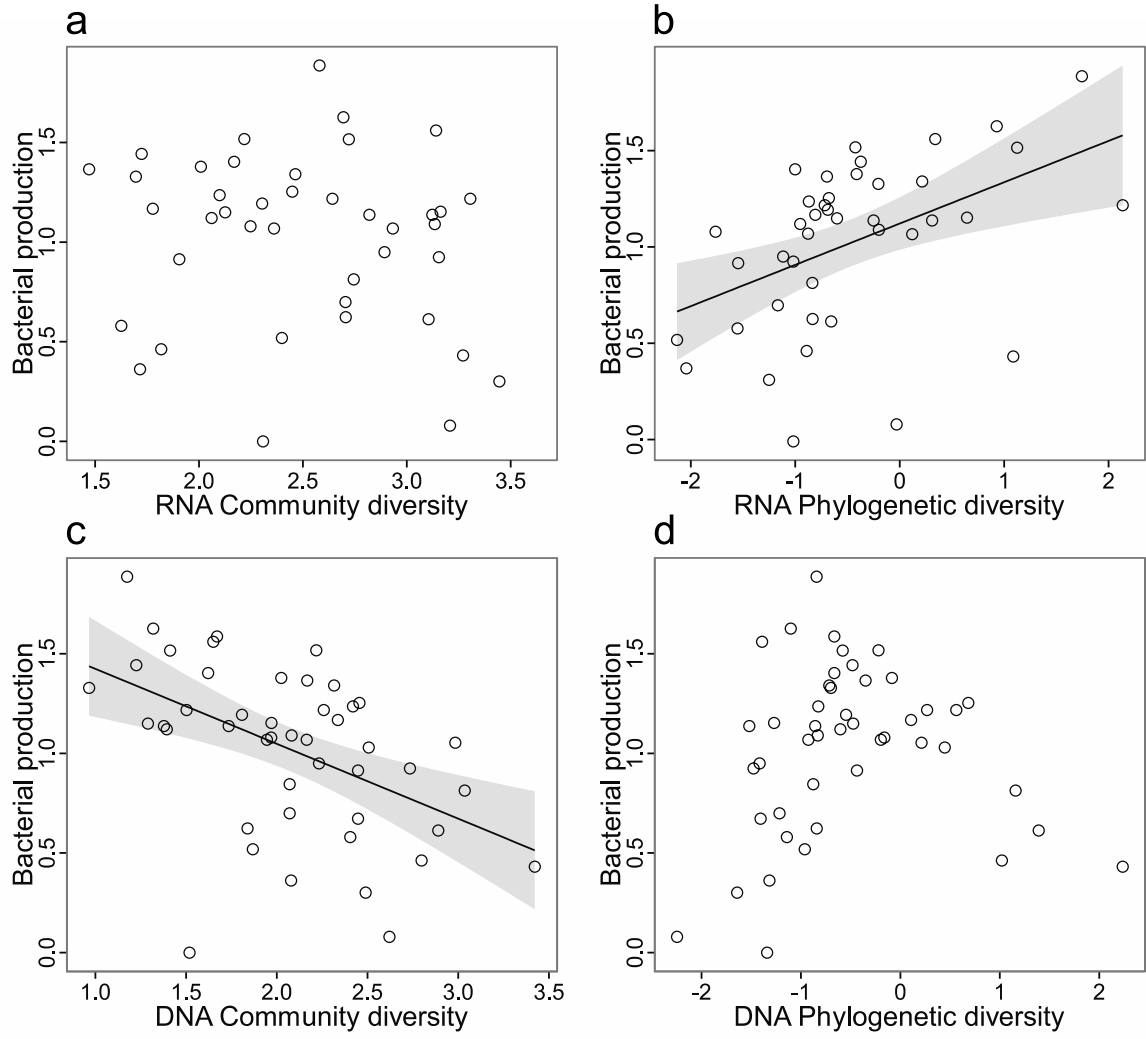 a
b
Bacterial production
0.0 0.5 1.0 1.5
1.5 2.0 2.5 3.0 3.5
RNA Community diversity
Bacterial production
0.0 0.5 1.0 1.5
-2 -1 0 1 2
RNA Phylogenetic diversity
c
d
Bacterial production
0.0 0.5 1.0 1.5
1.0 1.5 2.0 2.5 3.0 3.5
DNA Community diversity
Bacterial production
0.0 0.5 1.0 1.5
-2 -1 0 1 2
DNA Phylogenetic diversity